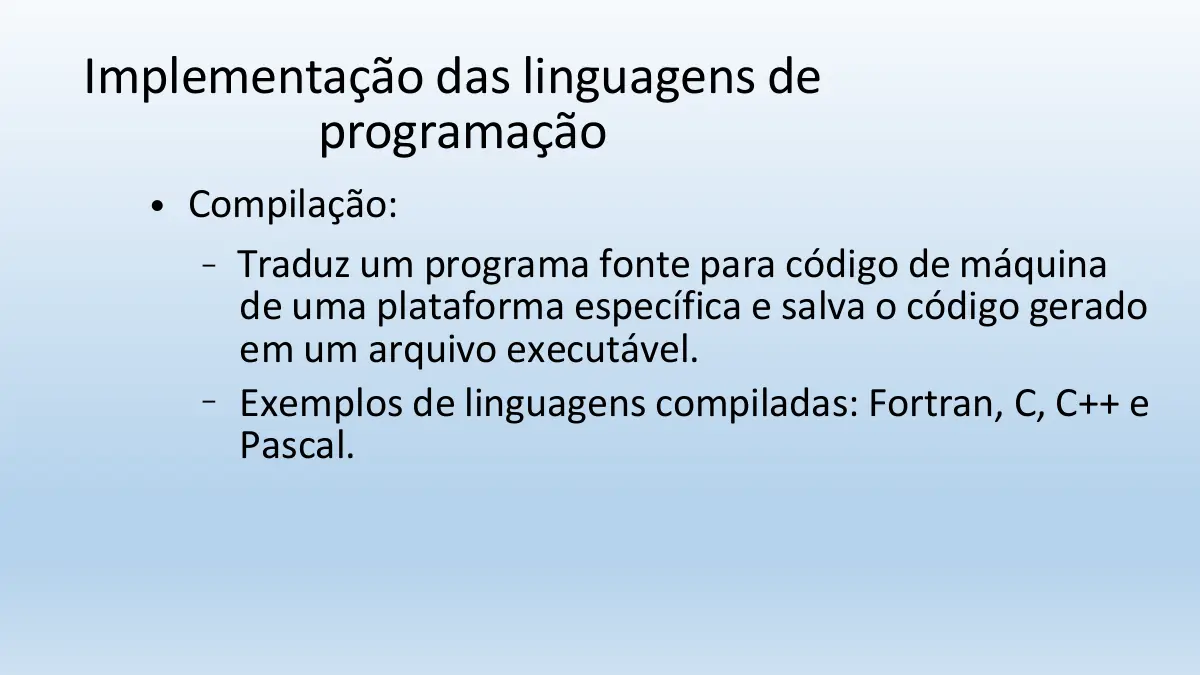 Implementação das linguagens de
programação
• Compilação:
– Traduz um programa fonte para código de máquina
de uma plataforma específica e salva o código gerado
em um arquivo executável.
– Exemplos de linguagens compiladas: Fortran, C, C++ e
Pascal.